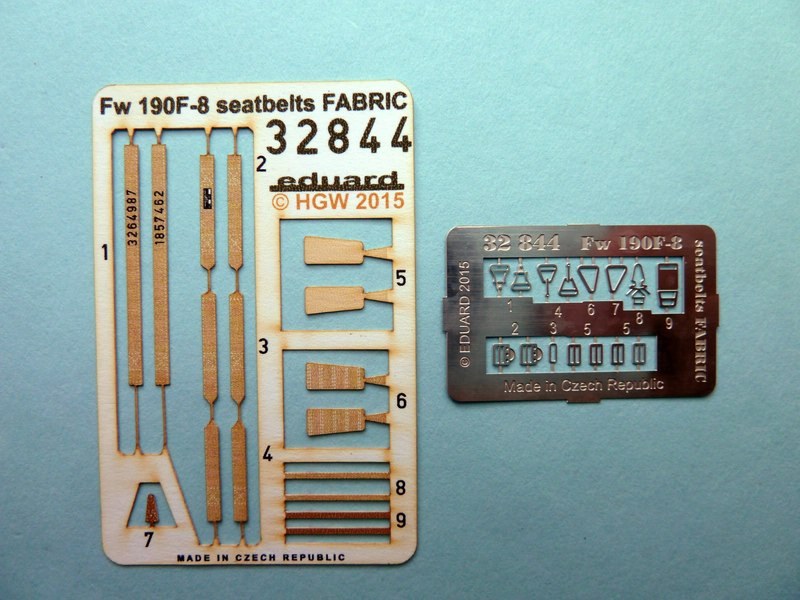 Fw 190F-8 seatbelts FABRIC
32844
eduard
© HGW 2015
1
3264987
1857462
2
3
4
5
6
7
8
9
MADE IN CZECH REPUBLIC
32 844 Fw 190F-8
seatbelts FABRIC
© EDUARD 2015
1 4 6 7 8 9
2 3 5 5
Made in Czech Republic